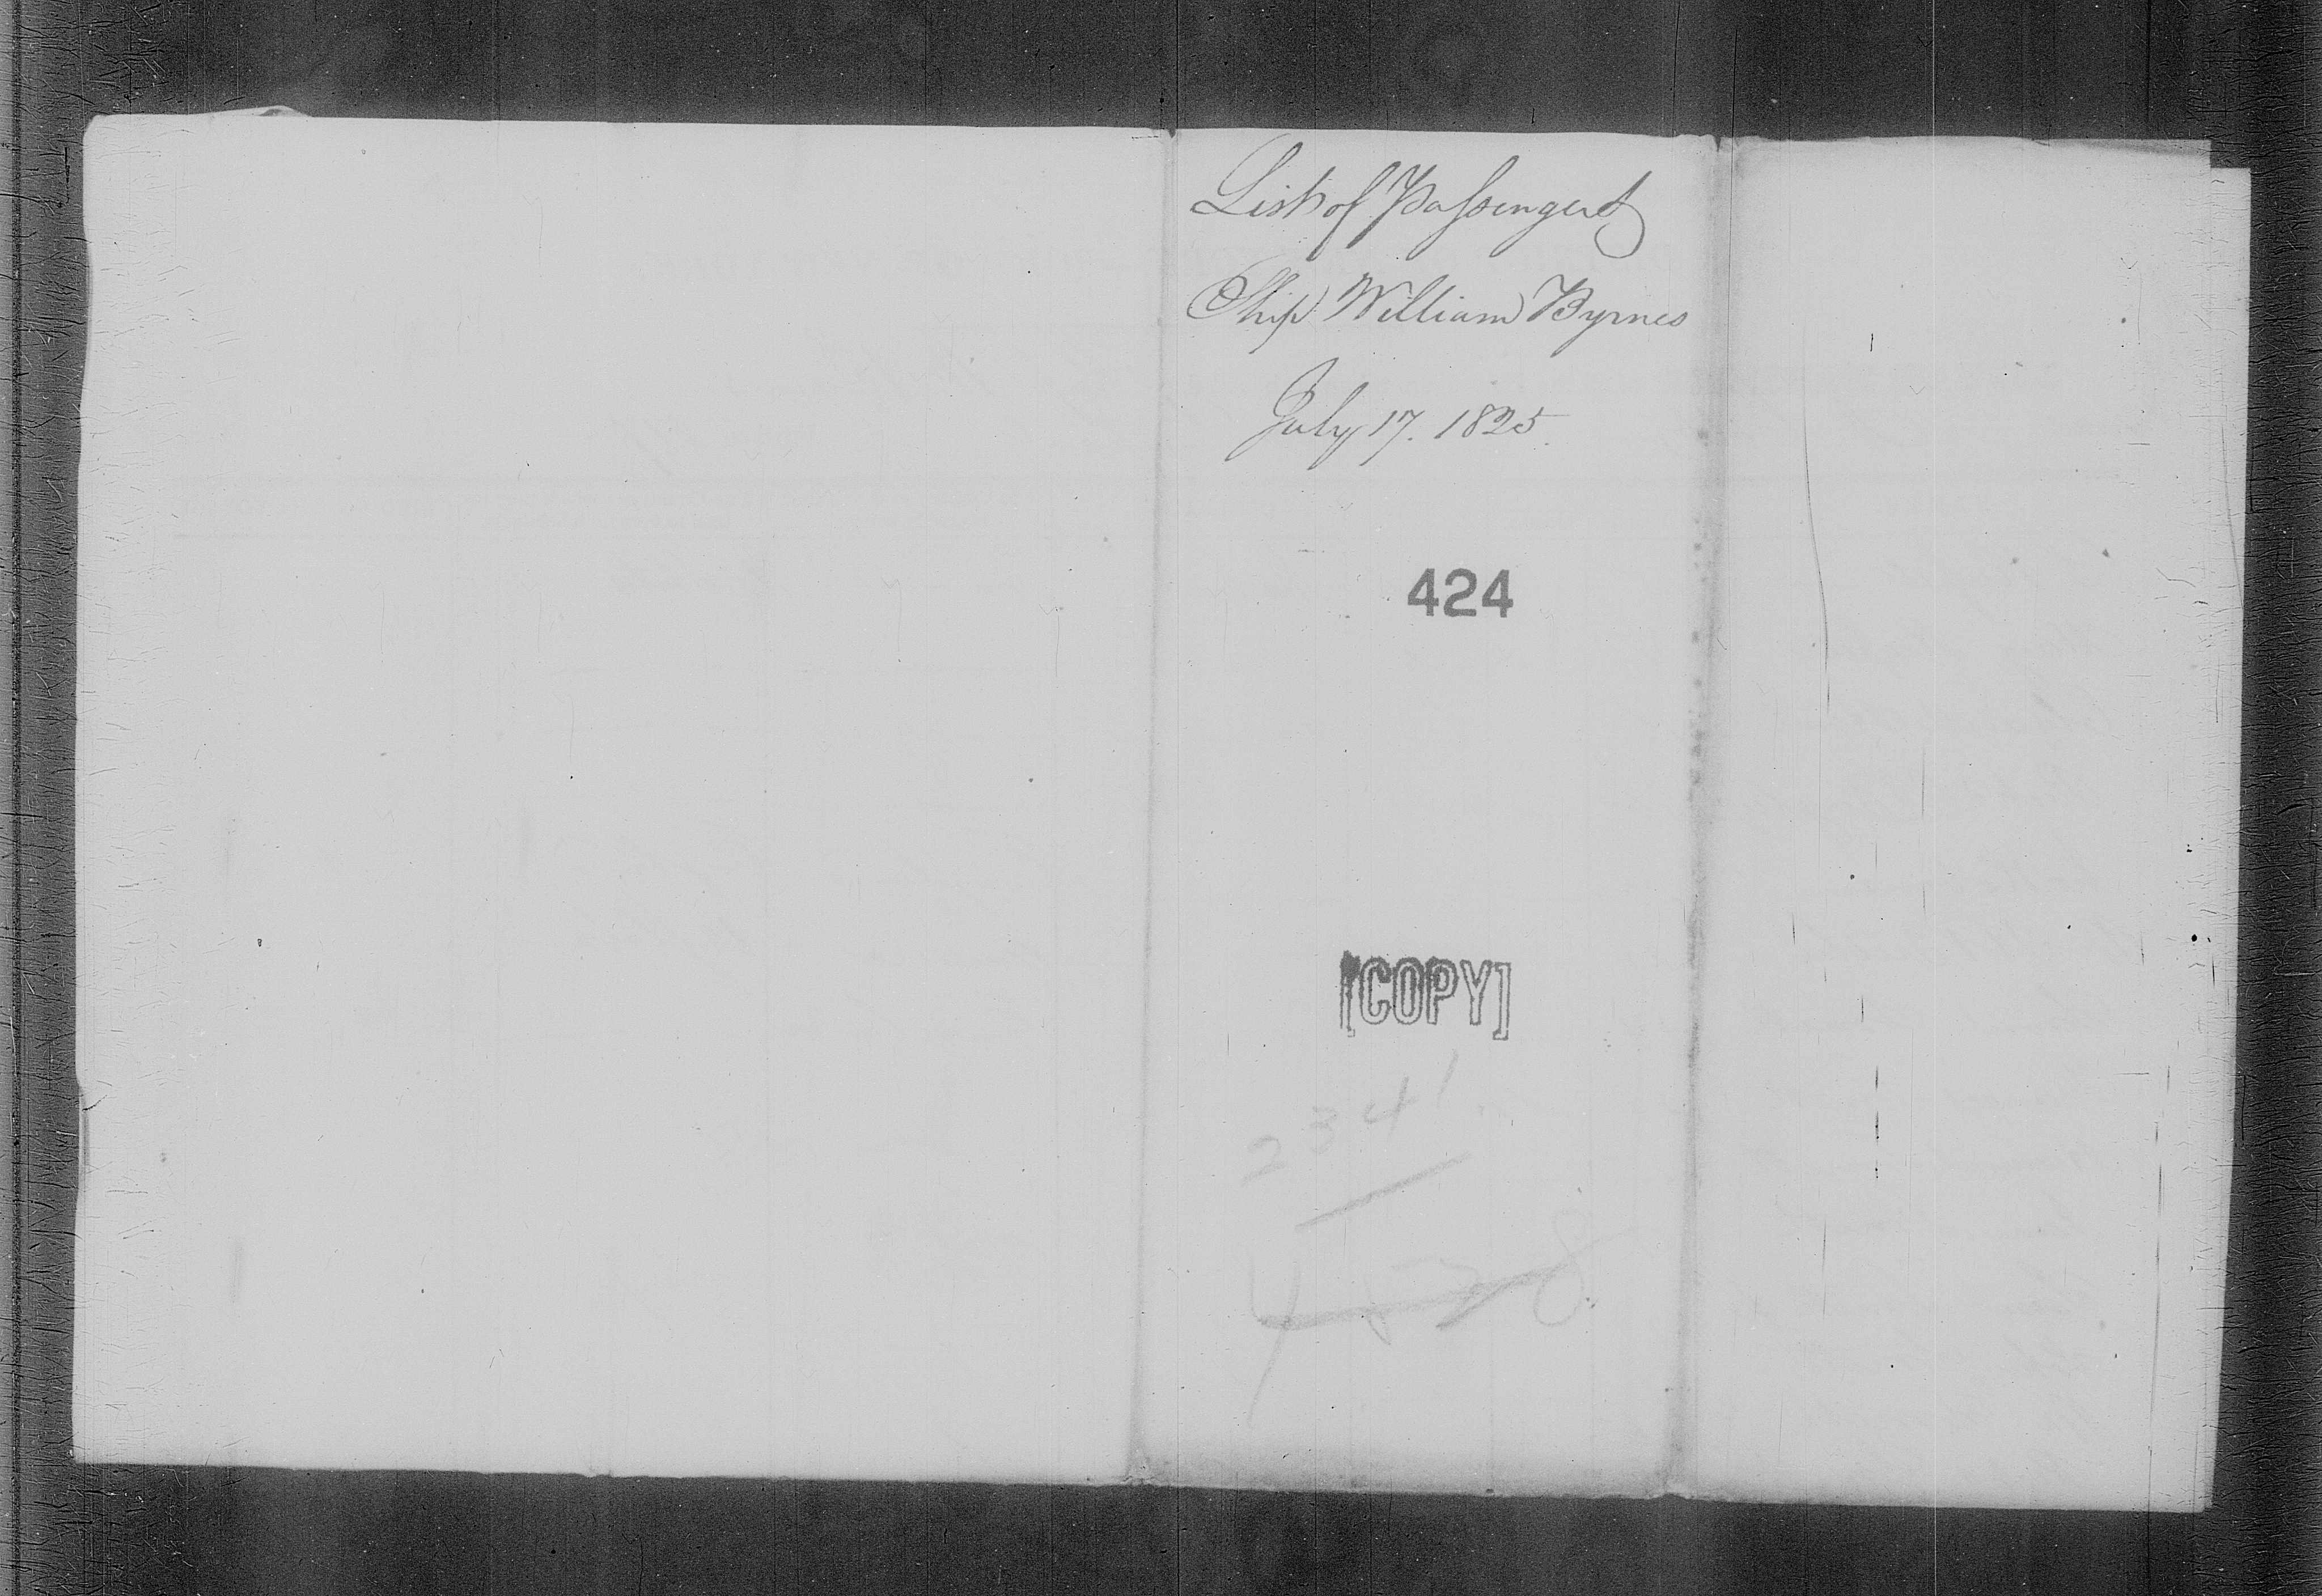 List of Passengers
Ship William Byrnes
July 17. 1825.
424
[COPY]
2341